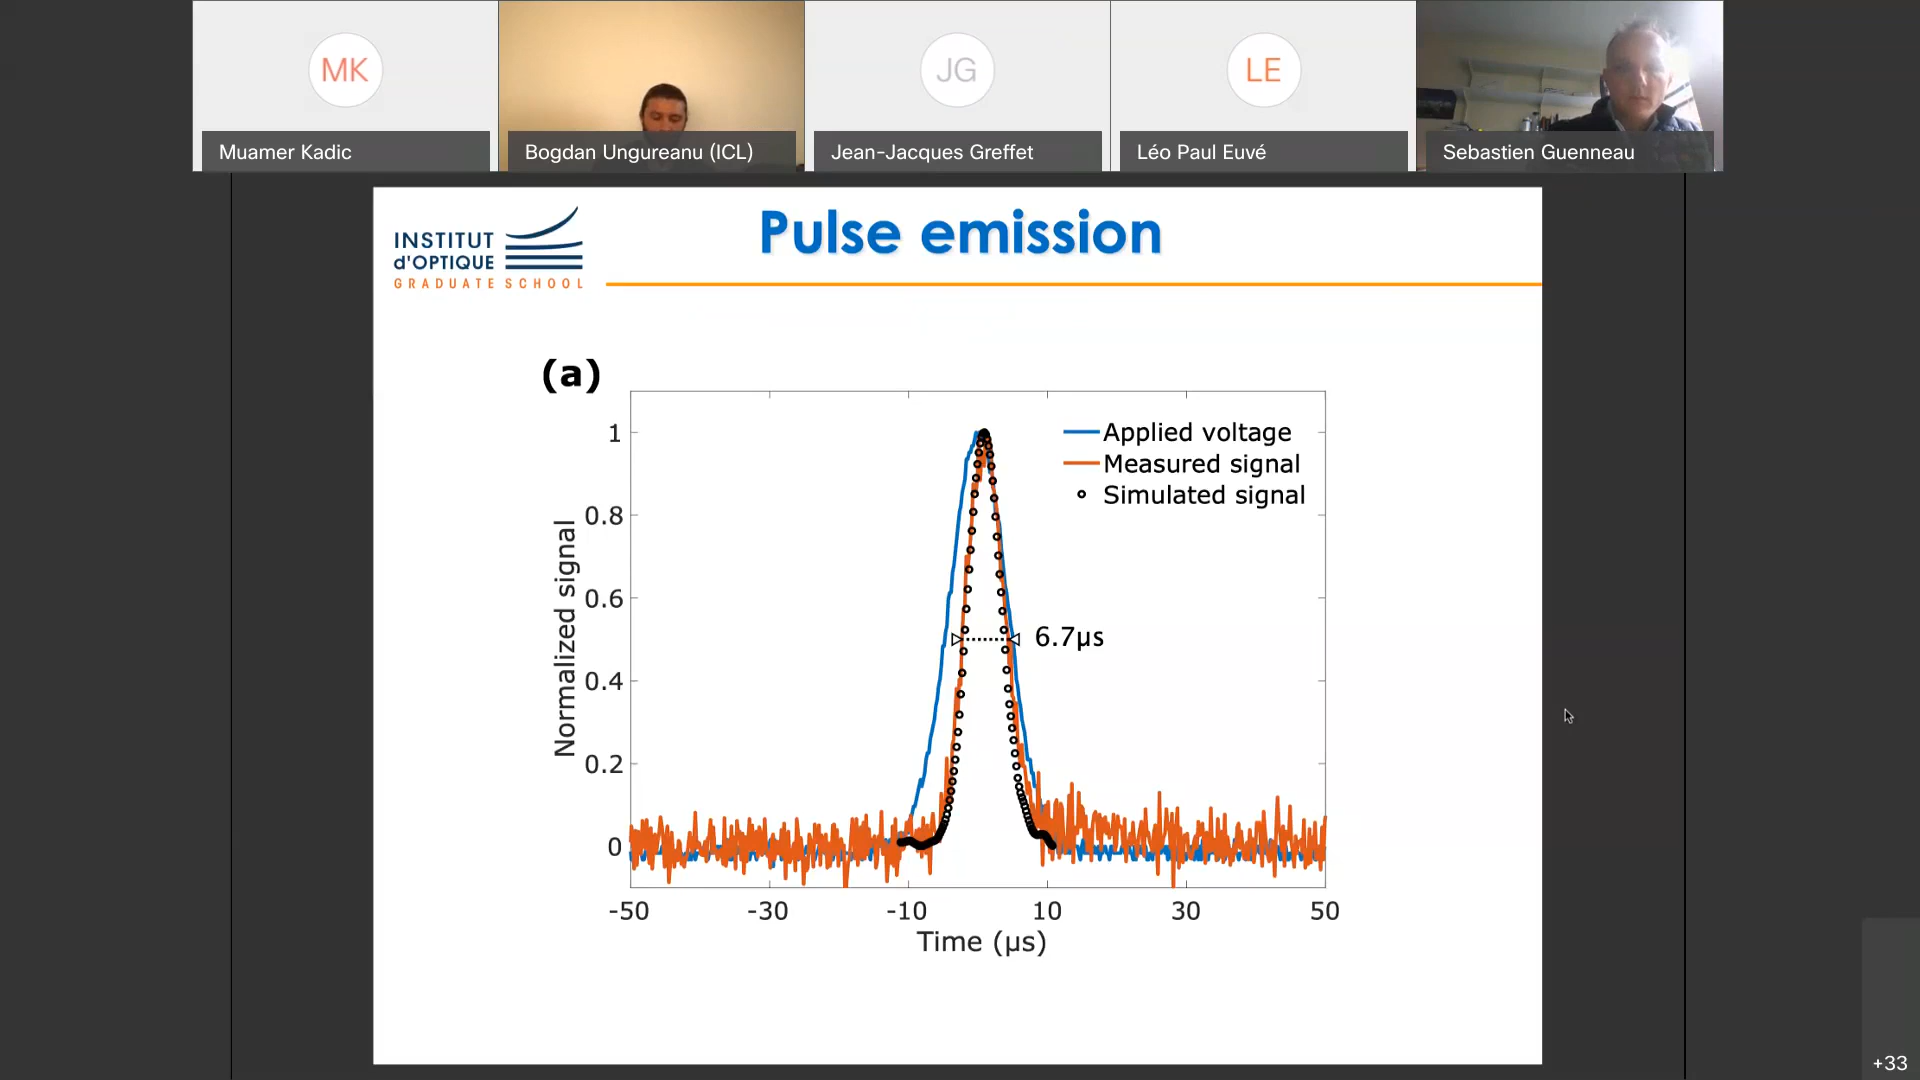 MK
JG
LE
Muamer Kadic
Bogdan Ungureanu (ICL)
Jean-Jacques Greffet
Léo Paul Euvé
Sebastien Guenneau
INSTITUT
d'OPTIQUE
GRADUATE SCHOOL
Pulse emission
(a)
Applied voltage
Measured signal
Simulated signal
1
0.8
0.6
0.4
0.2
0
Normalized signal
6.7µs
-50
-30
-10
10
30
50
Time (µs)
+33